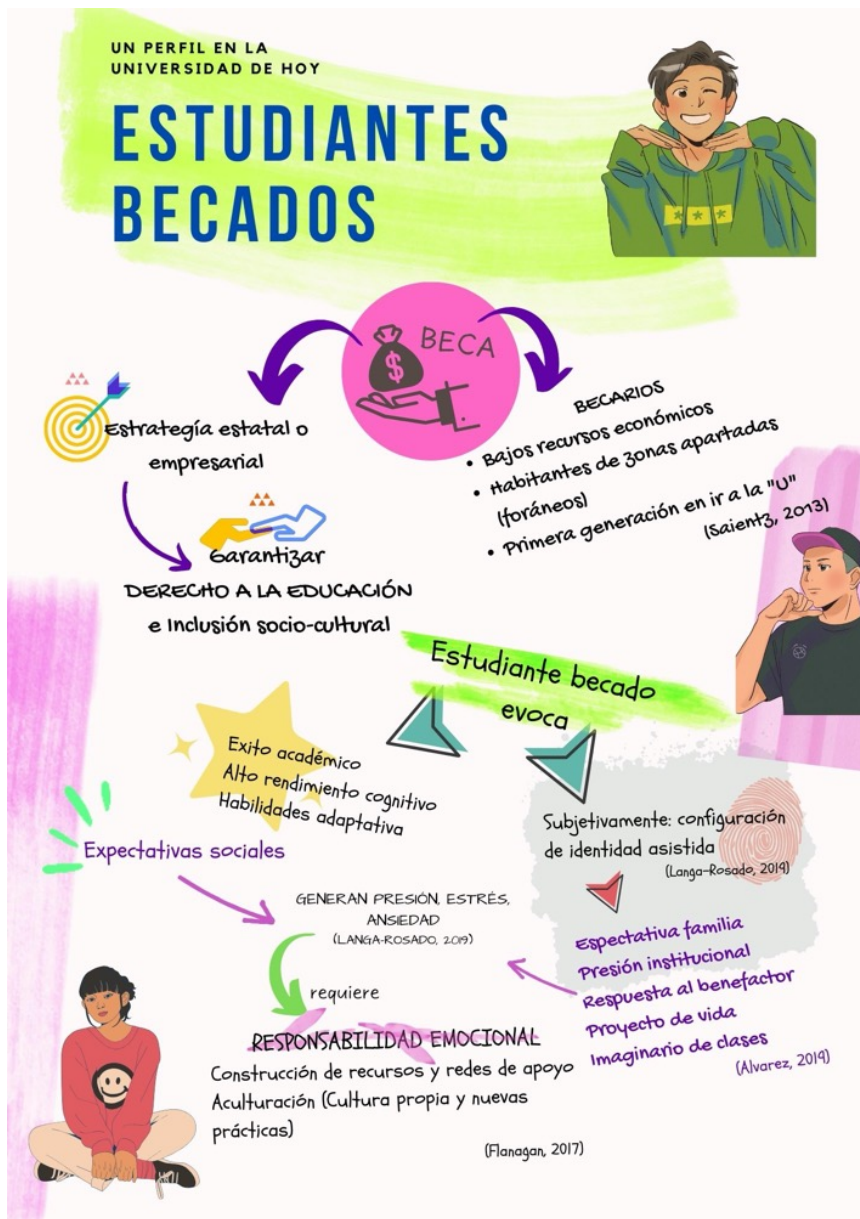 UN PERFIL EN LA
UNIVERSIDAD DE HOY
ESTUDIANTES
BECADOS
BECA
$
Estrategía estatal o
empresarial
Garantizar
DERECHO A LA EDUCACIÓN
e Inclusión socio-cultural
BECARIOS
• Bajos recursos económicos
• Habitantes de zonas apartadas
(foráneos)
• Primera generación en ir a la "U"
(Saientz, 2013)
Estudiante becado
evoca
Exito académico
Alto rendimiento cognitivo
Habilidades adaptativa
Expectativas sociales
Subjetivamente: configuración
de identidad asistida
(Langa-Rosado, 2019)
GENERAN PRESIÓN, ESTRÉS,
ANSIEDAD
(LANGA-ROSADO, 2019)
Espectativa familia
Presión institucional
Respuesta al benefactor
Proyecto de vida
Imaginario de clases
(Alvarez, 2019)
requiere
RESPONSABILIDAD EMOCIONAL
Construcción de recursos y redes de apoyo
Aculturación (Cultura propia y nuevas
prácticas)
(Flanagan, 2017)